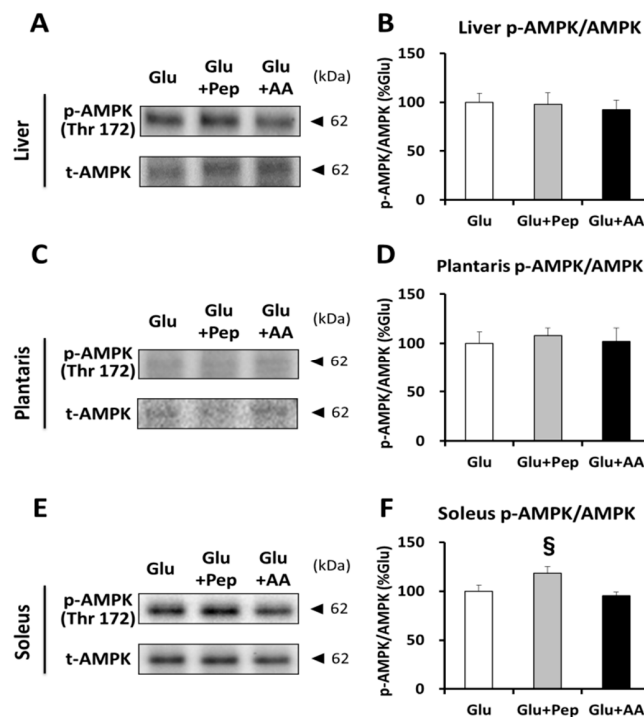 A
Glu
Glu
+Pep
Glu
+AA
(kDa)
p-AMPK
(Thr 172)
◄ 62
t-AMPK
◄ 62
Liver
B
Liver p-AMPK/AMPK
p-AMPK/AMPK (%Glu)
150
100
50
0
Glu
Glu+Pep
Glu+AA
C
Glu
Glu
+Pep
Glu
+AA
(kDa)
p-AMPK
(Thr 172)
◄ 62
t-AMPK
◄ 62
Plantaris
D
Plantaris p-AMPK/AMPK
p-AMPK/AMPK (%Glu)
150
100
50
0
Glu
Glu+Pep
Glu+AA
E
Glu
Glu
+Pep
Glu
+AA
(kDa)
p-AMPK
(Thr 172)
◄ 62
t-AMPK
◄ 62
Soleus
F
Soleus p-AMPK/AMPK
§
p-AMPK/AMPK (%Glu)
150
100
50
0
Glu
Glu+Pep
Glu+AA